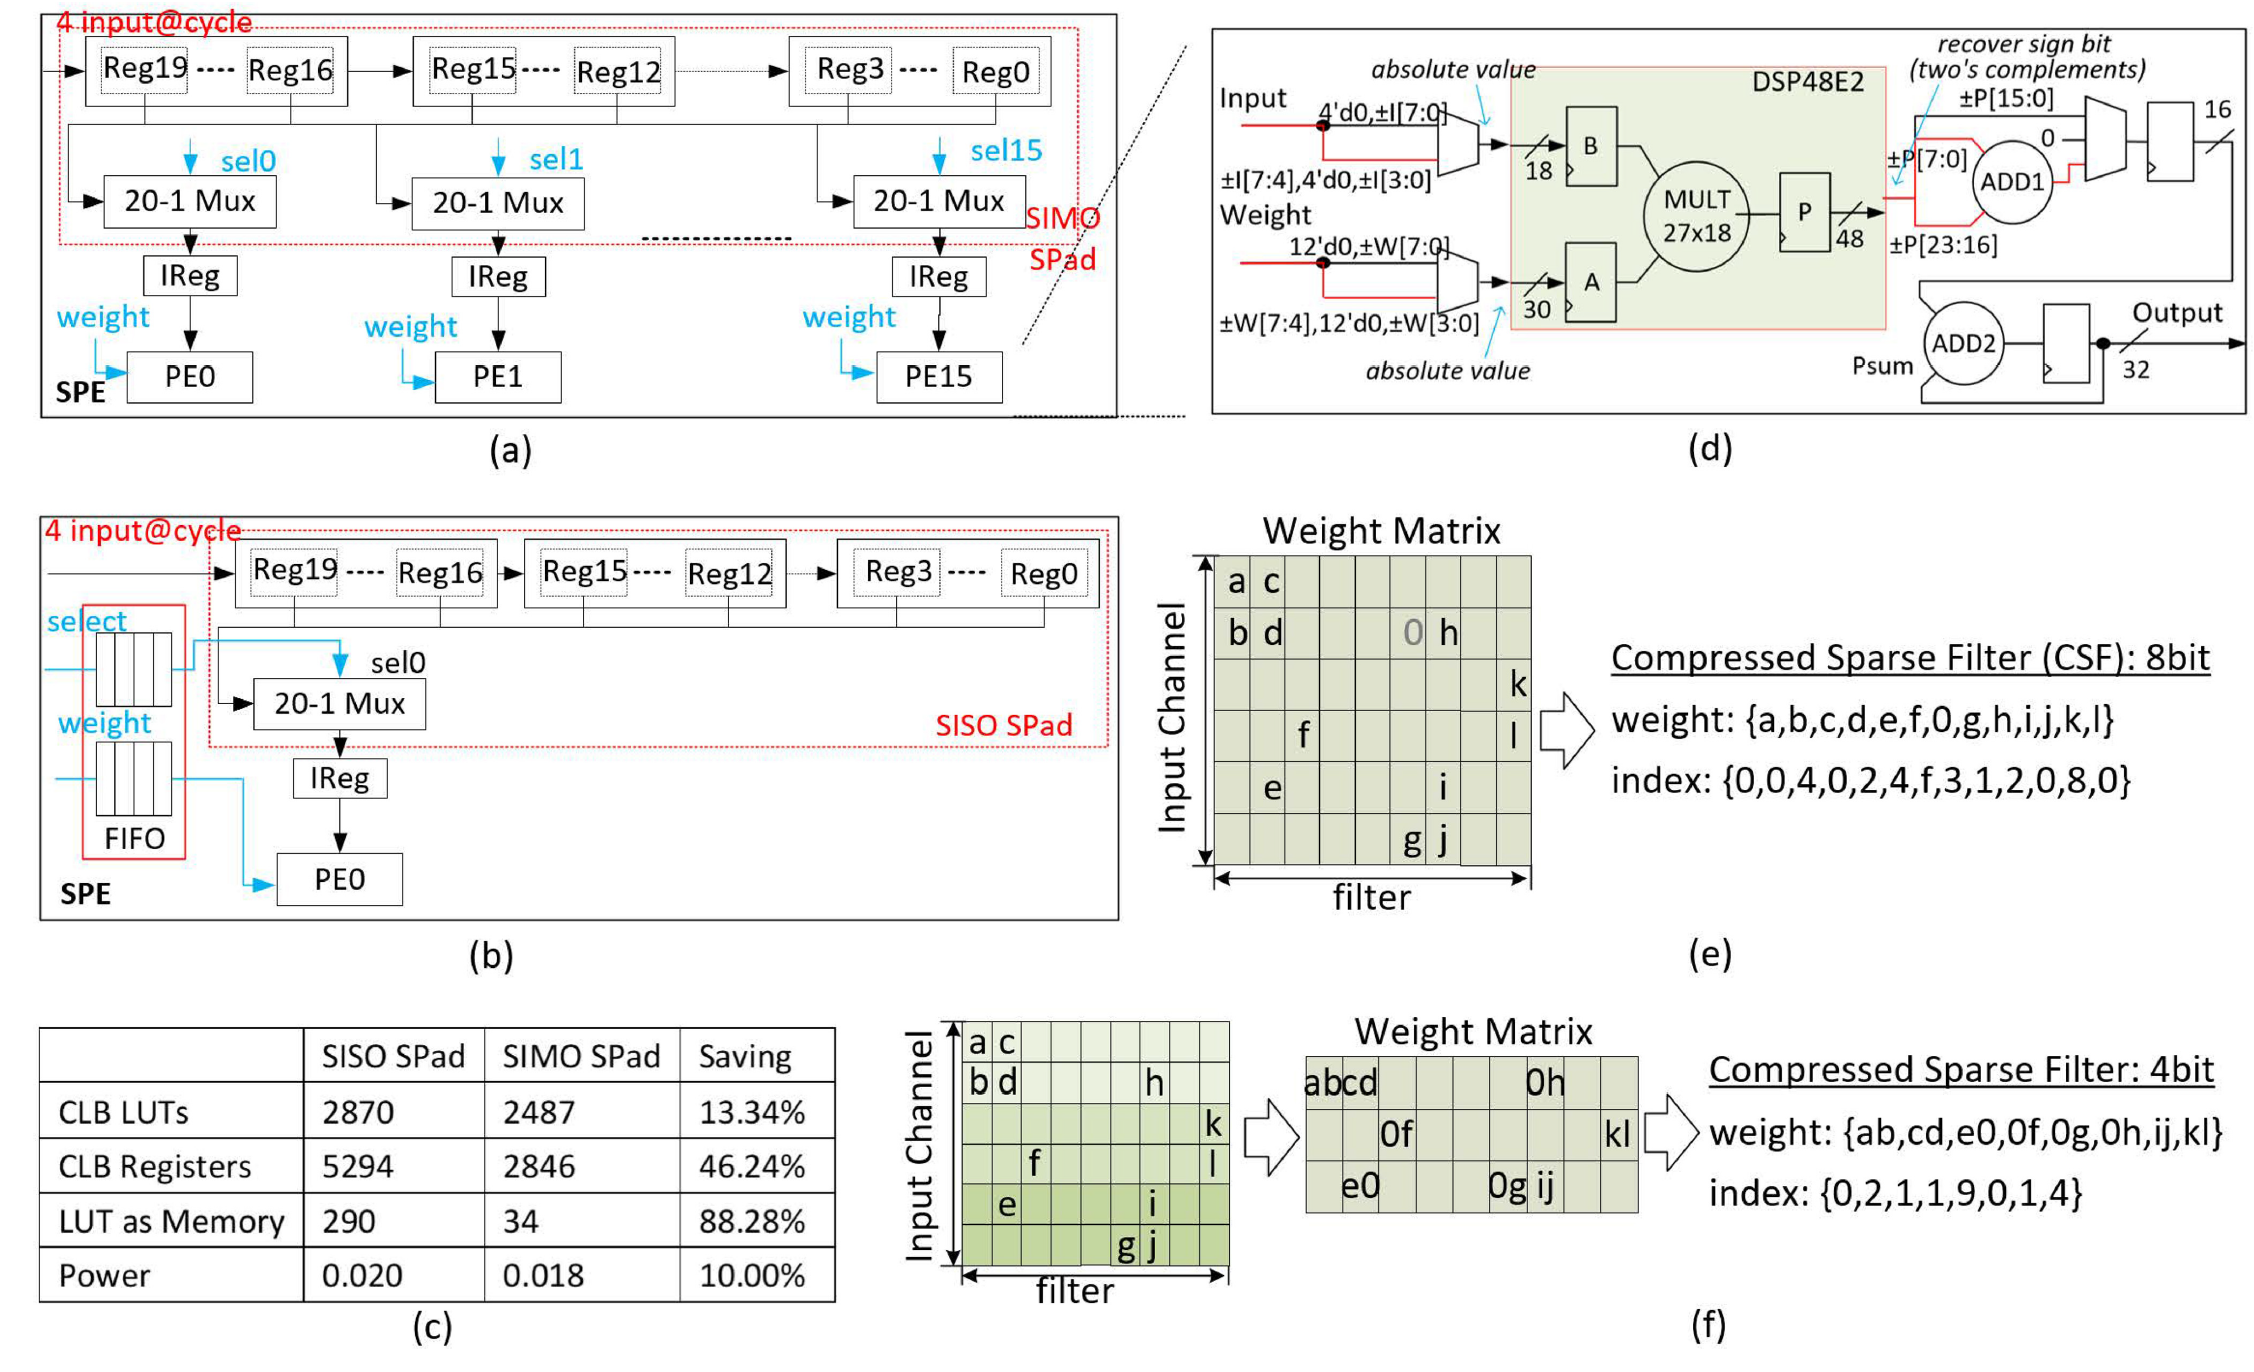 4 input@cycle
Reg19 ---- Reg16
Reg15 ---- Reg12
Reg3 ---- Reg0
sel0
sel1
sel15
20-1 Mux
20-1 Mux
20-1 Mux
SIMO
SPad
IReg
IReg
IReg
weight
weight
weight
PE0
PE1
PE15
SPE
(a)
recover sign bit
(two's complements)
absolute value
DSP48E2
Input
4'd0,±I[7:0]
±I[7:4],4'd0,±I[3:0]
18
B
Weight
12'd0,±W[7:0]
±W[7:4],12'd0,±W[3:0]
30
A
absolute value
MULT
27x18
P
48
±P[15:0]
0
±P[7:0]
ADD1
±P[23:16]
16
ADD2
Psum
Output
32
(d)
4 input@cycle
Reg19 ---- Reg16
Reg15 ---- Reg12
Reg3 ---- Reg0
select
sel0
20-1 Mux
weight
SISO SPad
IReg
FIFO
PE0
SPE
(b)
Weight Matrix
Input Channel
a c
b d 0 h
k
f l
e i
g j
filter
Compressed Sparse Filter (CSF): 8bit
weight: {a,b,c,d,e,f,0,g,h,i,j,k,l}
index: {0,0,4,0,2,4,f,3,1,2,0,8,0}
(e)
SISO SPad SIMO SPad Saving
CLB LUTs 2870 2487 13.34%
CLB Registers 5294 2846 46.24%
LUT as Memory 290 34 88.28%
Power 0.020 0.018 10.00%
(c)
Input Channel
a c
b d h
k
f l
e i
g j
filter
Weight Matrix
ab cd 0h
0f kl
e0 0g ij
Compressed Sparse Filter: 4bit
weight: {ab,cd,e0,0f,0g,0h,ij,kl}
index: {0,2,1,1,9,0,1,4}
(f)